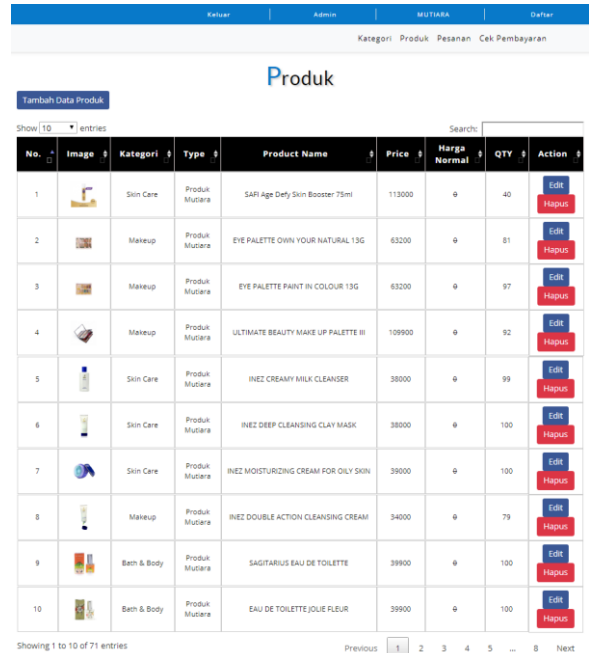 Keluar Admin MUTIARA Daftar
Kategori Produk Pesanan Cek Pembayaran
Produk
Tambah Data Produk
Show 10 entries Search:
No. Image Kategori Type Product Name Price Harga Normal QTY Action
1 Skin Care Produk Mutiara SAFI Age Defy Skin Booster 75ml 113000 0 40 Edit Hapus
2 Makeup Produk Mutiara EYE PALETTE OWN YOUR NATURAL 13G 63200 0 81 Edit Hapus
3 Makeup Produk Mutiara EYE PALETTE PAINT IN COLOUR 13G 63200 0 97 Edit Hapus
4 Makeup Produk Mutiara ULTIMATE BEAUTY MAKE UP PALETTE III 109900 0 92 Edit Hapus
5 Skin Care Produk Mutiara INEZ CREAMY MILK CLEANSER 38000 0 99 Edit Hapus
6 Skin Care Produk Mutiara INEZ DEEP CLEANSING CLAY MASK 38000 0 100 Edit Hapus
7 Skin Care Produk Mutiara INEZ MOISTURIZING CREAM FOR OILY SKIN 39000 0 100 Edit Hapus
8 Makeup Produk Mutiara INEZ DOUBLE ACTION CLEANSING CREAM 34000 0 79 Edit Hapus
9 Bath & Body Produk Mutiara SAGITARIUS EAU DE TOILETTE 39900 0 100 Edit Hapus
10 Bath & Body Produk Mutiara EAU DE TOILETTE JOLIE FLEUR 39900 0 100 Edit Hapus
Showing 1 to 10 of 71 entries Previous 1 2 3 4 5 ... 8 Next